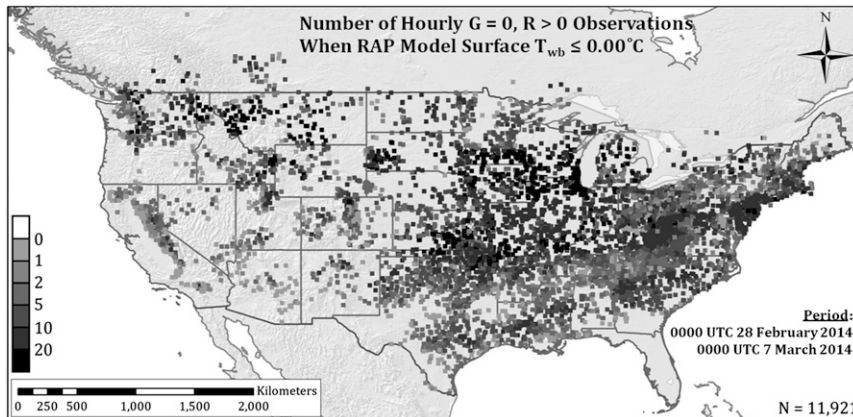 Number of Hourly G = 0, R > 0 Observations
When RAP Model Surface Twb ≤ 0.00°C
N
0
1
2
5
10
20
Period:
0000 UTC 28 February 2014
0000 UTC 7 March 2014
Kilometers
0 250 500 1,000 1,500 2,000
N = 11,921